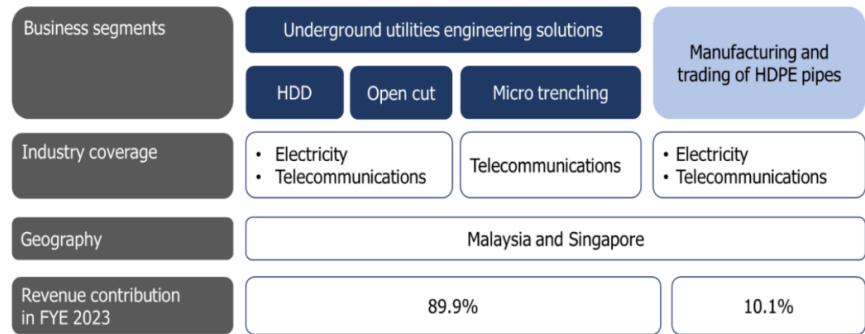 Business segments
Underground utilities engineering solutions
Manufacturing and
trading of HDPE pipes
HDD
Open cut
Micro trenching
Industry coverage
• Electricity
• Telecommunications
Telecommunications
• Electricity
• Telecommunications
Geography
Malaysia and Singapore
Revenue contribution
in FYE 2023
89.9%
10.1%